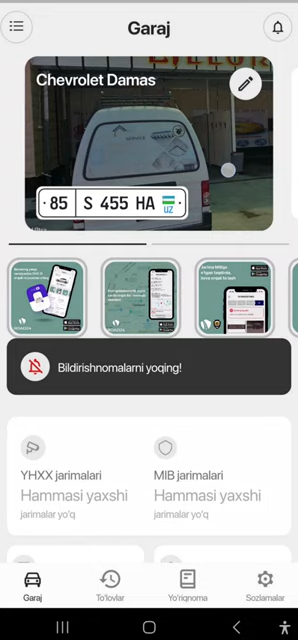 Garaj
Chevrolet Damas
85 S 455 HA UZ
ROAD24
Bildirishnomalarni yoqing!
YHXX jarimalari
Hammasi yaxshi
jarimalar yo'q
MIB jarimalari
Hammasi yaxshi
jarimalar yo'q
Garaj
To'lovlar
Yo'riqnoma
Sozlamalar